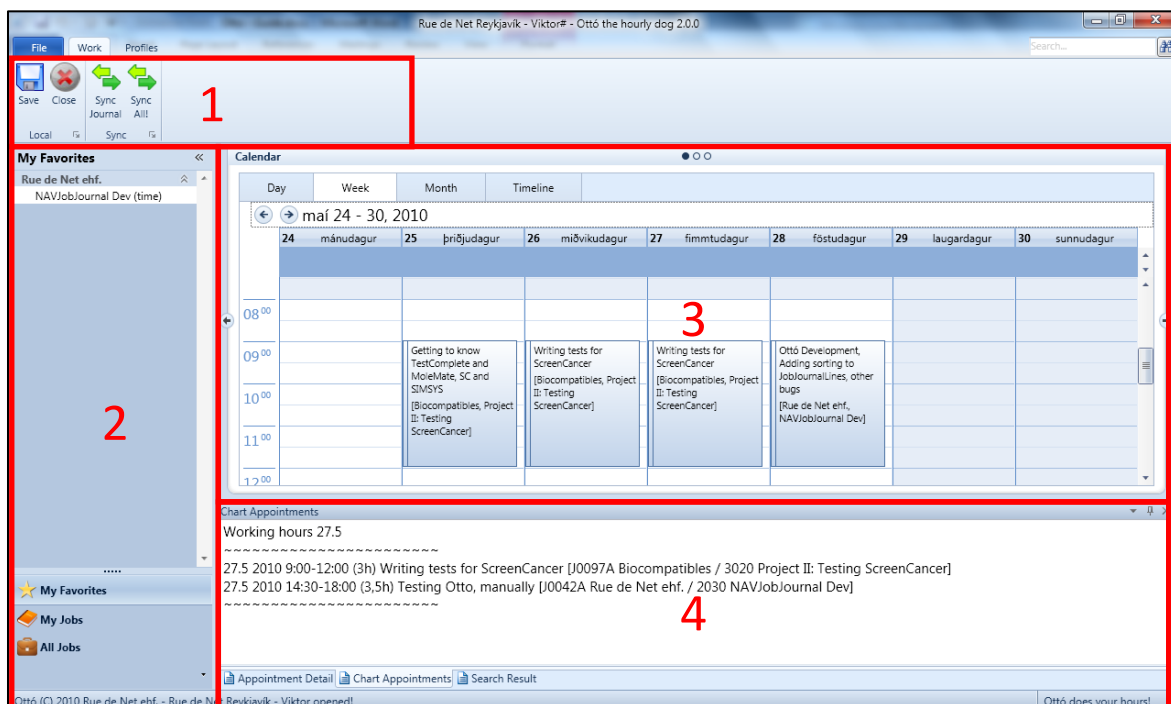 Rue de Net Reykjavík - Viktor# - Ottó the hourly dog 2.0.0
File Work Profiles
Search...
Save Close Sync Journal Sync All!
Local Sync
1
My Favorites
Rue de Net ehf.
NAVJobJournal Dev (time)
2
My Favorites
My Jobs
All Jobs
Calendar
Day Week Month Timeline
maí 24 - 30, 2010
24 mánudagur 25 þriðjudagur 26 miðvikudagur 27 fimmtudagur 28 föstudagur 29 laugardagur 30 sunnudagur
3
08 00
09 00
10 00
11 00
12 00
Getting to know
TestComplete and
MoleMate, SC and
SIMSYS
[Biocompatibles, Project
II: Testing
ScreenCancer]
Writing tests for
ScreenCancer
[Biocompatibles, Project
II: Testing
ScreenCancer]
Writing tests for
ScreenCancer
[Biocompatibles, Project
II: Testing
ScreenCancer]
Ottó Development,
Adding sorting to
JobJournalLines, other
bugs
[Rue de Net ehf.,
NAVJobJournal Dev]
Chart Appointments
Working hours 27.5
~~~~~~~~~~~~~~~~~~~~~~~
27.5 2010 9:00-12:00 (3h) Writing tests for ScreenCancer [J0097A Biocompatibles / 3020 Project II: Testing ScreenCancer]
27.5 2010 14:30-18:00 (3,5h) Testing Otto, manually [J0042A Rue de Net ehf. / 2030 NAVJobJournal Dev]
~~~~~~~~~~~~~~~~~~~~~~~
4
Appointment Detail Chart Appointments Search Result
Ottó (C) 2010 Rue de Net ehf. - Rue de Net Reykjavík - Viktor opened! Ottó does your hours!